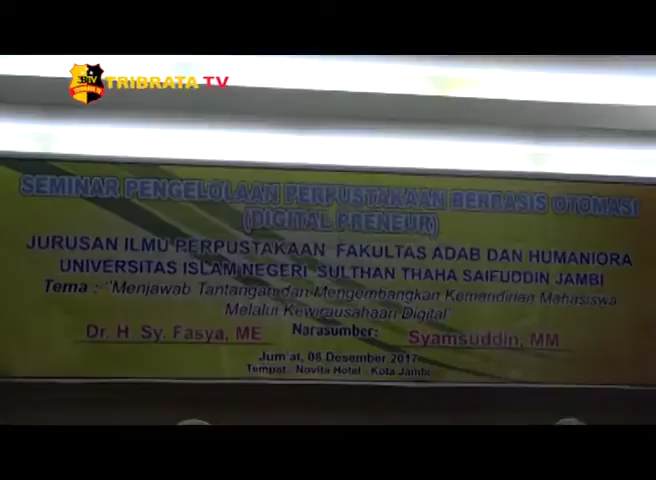 TRIBRATA TV
SEMINAR PENGELOLAAN PERPUSTAKAAN BERBASIS OTOMASI
(DIGITAL PRENEUR)
JURUSAN ILMU PERPUSTAKAAN FAKULTAS ADAB DAN HUMANIORA
UNIVERSITAS ISLAM NEGERI SULTHAN THAHA SAIFUDDIN JAMBI
Tema : "Menjawab Tantangan dan Mengembangkan Kemandirian Mahasiswa
Melalui Kewirausahaan Digital"
Narasumber:
Dr. H. Sy. Fasya, ME
Syamsuddin, MM
Jum'at, 08 Desember 2017
Tempat : Novita Hotel - Kota Jambi